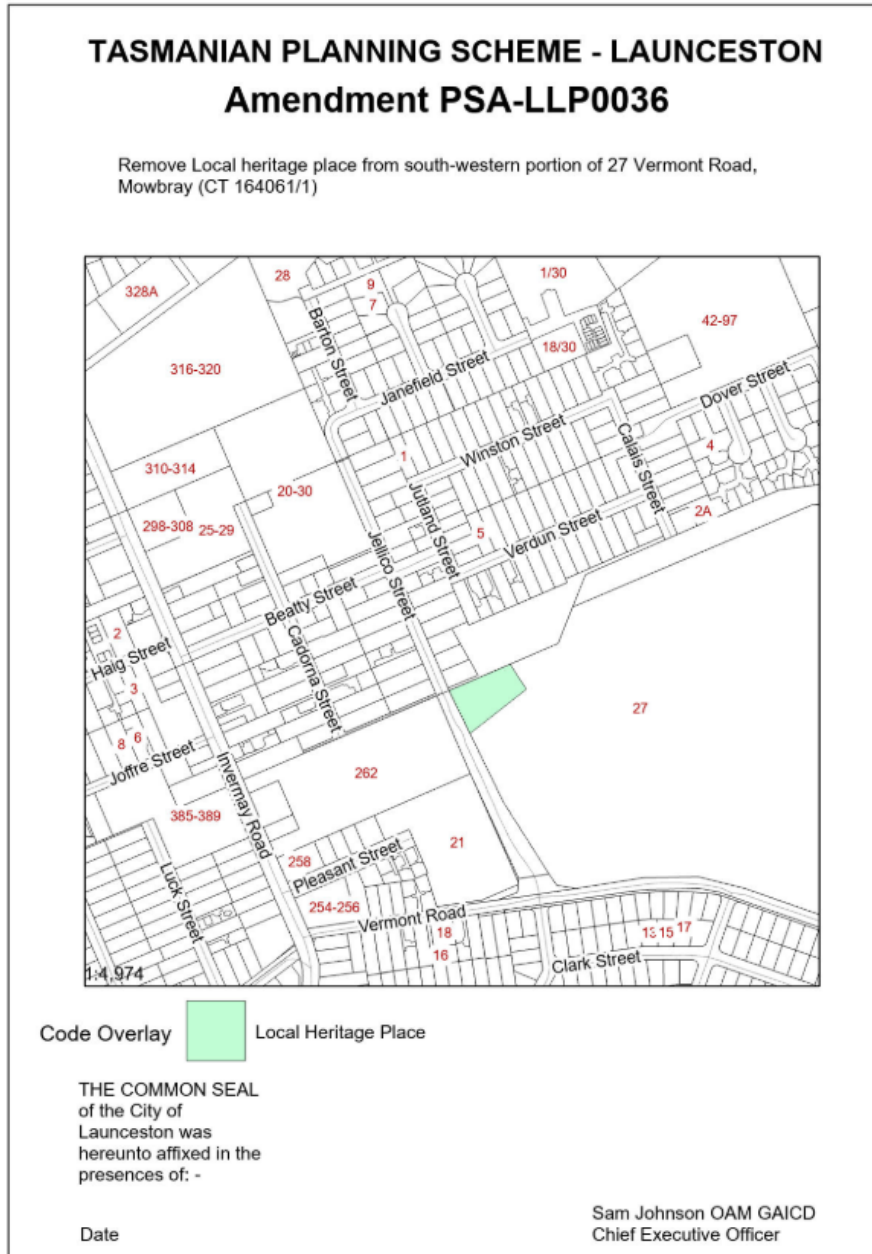 TASMANIAN PLANNING SCHEME - LAUNCESTON
Amendment PSA-LLP0036
Remove Local heritage place from south-western portion of 27 Vermont Road,
Mowbray (CT 164061/1)
328A
28
9
7
1/30
42-97
316-320
Barton Street
18/30
Janefield Street
Dover Street
310-314
1
Winston Street
Calais Street
4
20-30
298-308
25-29
Jutland Street
2A
5
Verdun Street
Jellico Street
Beatty Street
2
Cadorna Street
Haig Street
3
27
8
6
Joffre Street
262
Invermay Road
385-389
21
258
Pleasant Street
Luck Street
254-256
Vermont Road
18
13
15
17
16
Clark Street
1:4,974
Code Overlay
Local Heritage Place
THE COMMON SEAL
of the City of
Launceston was
hereunto affixed in the
presences of: -
Sam Johnson OAM GAICD
Date
Chief Executive Officer